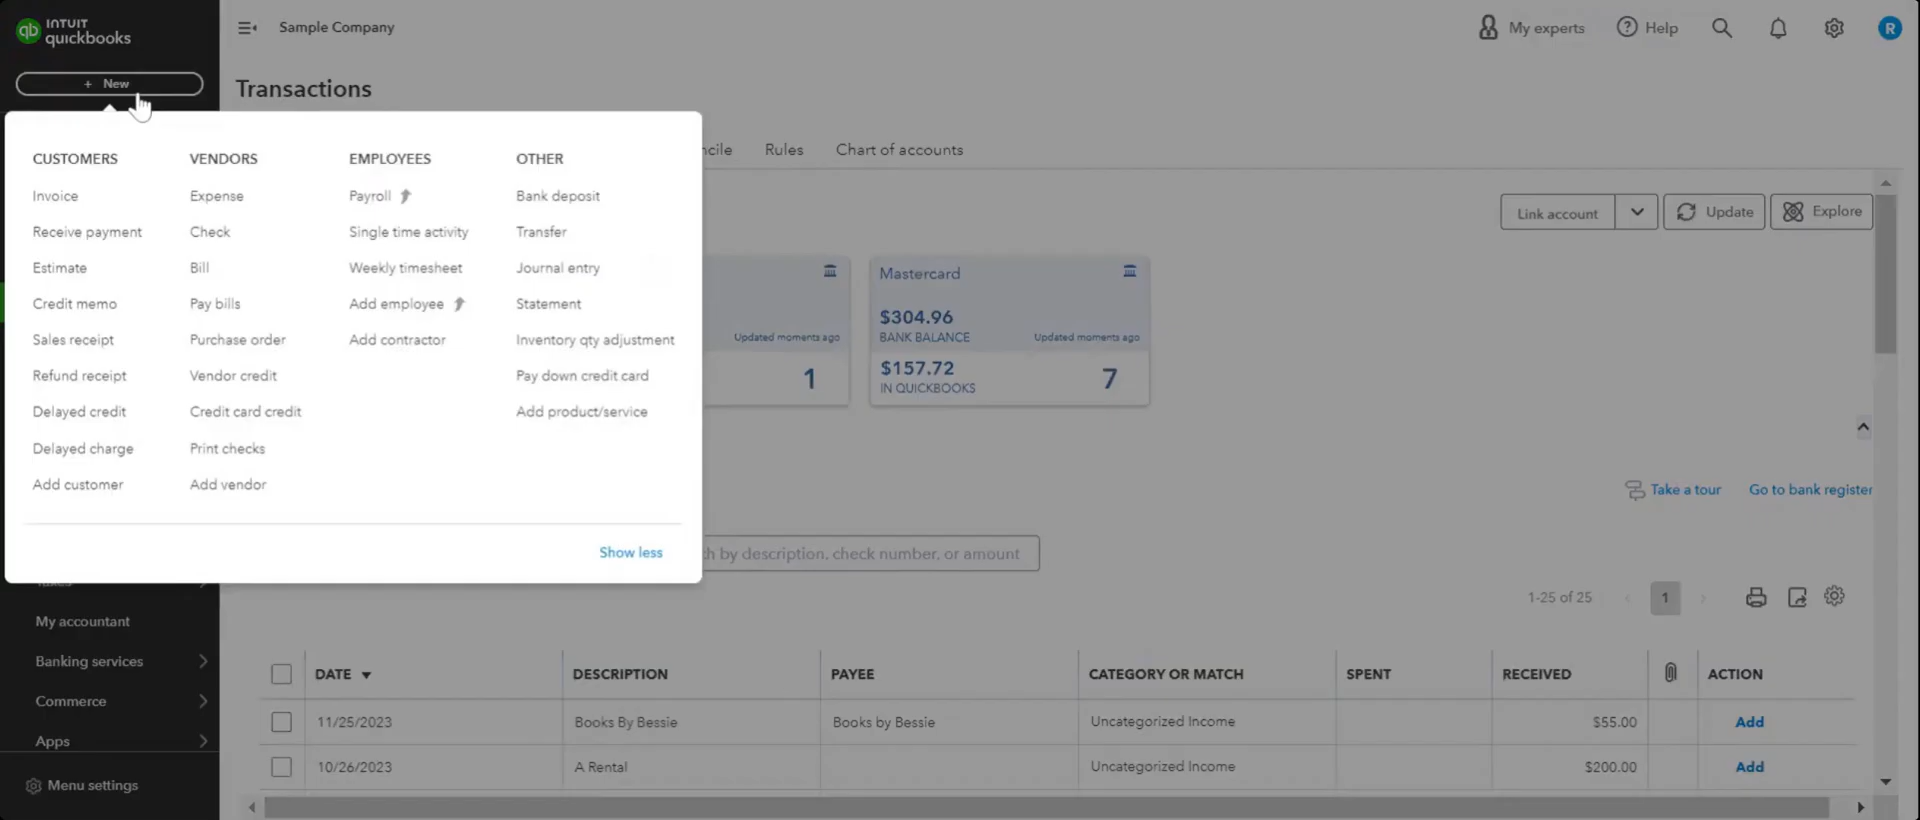 INTUIT
quickbooks
Sample Company
My experts
Help
R
+ New
Transactions
CUSTOMERS
Invoice
Receive payment
Estimate
Credit memo
Sales receipt
Refund receipt
Delayed credit
Delayed charge
Add customer
VENDORS
Expense
Check
Bill
Pay bills
Purchase order
Vendor credit
Credit card credit
Print checks
Add vendor
EMPLOYEES
Payroll
Single time activity
Weekly timesheet
Add employee
Add contractor
OTHER
Bank deposit
Transfer
Journal entry
Statement
Inventory qty adjustment
Pay down credit card
Add product/service
Show less
Rules
Chart of accounts
Link account
Update
Explore
Updated moments ago
1
Mastercard
$304.96
BANK BALANCE
Updated moments ago
$157.72
IN QUICKBOOKS
7
Take a tour
Go to bank register
by description, check number, or amount
My accountant
Banking services
Commerce
Apps
Menu settings
1-25 of 25
1
DATE DESCRIPTION PAYEE CATEGORY OR MATCH SPENT RECEIVED ACTION
11/25/2023 Books By Bessie Books by Bessie Uncategorized Income $55.00 Add
10/26/2023 A Rental Uncategorized Income $200.00 Add